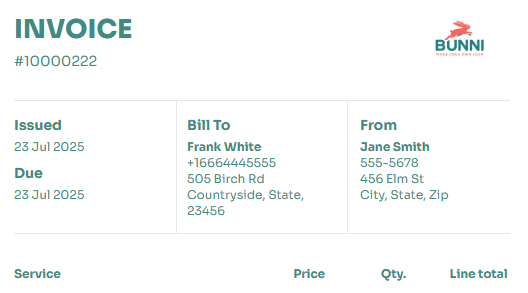 INVOICE
#10000222
BUNNI
MAKE YOUR OWN LUCK
Issued
23 Jul 2025
Due
23 Jul 2025
Bill To
Frank White
+16664445555
505 Birch Rd
Countryside, State,
23456
From
Jane Smith
555-5678
456 Elm St
City, State, Zip
Service Price Qty. Line total